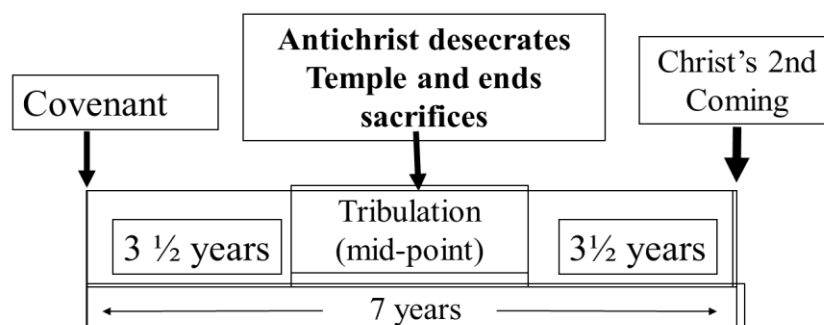 Antichrist desecrates
Temple and ends
sacrifices
Covenant
Christ’s 2nd
Coming
3 ½ years
Tribulation
(mid-point)
3½ years
7 years